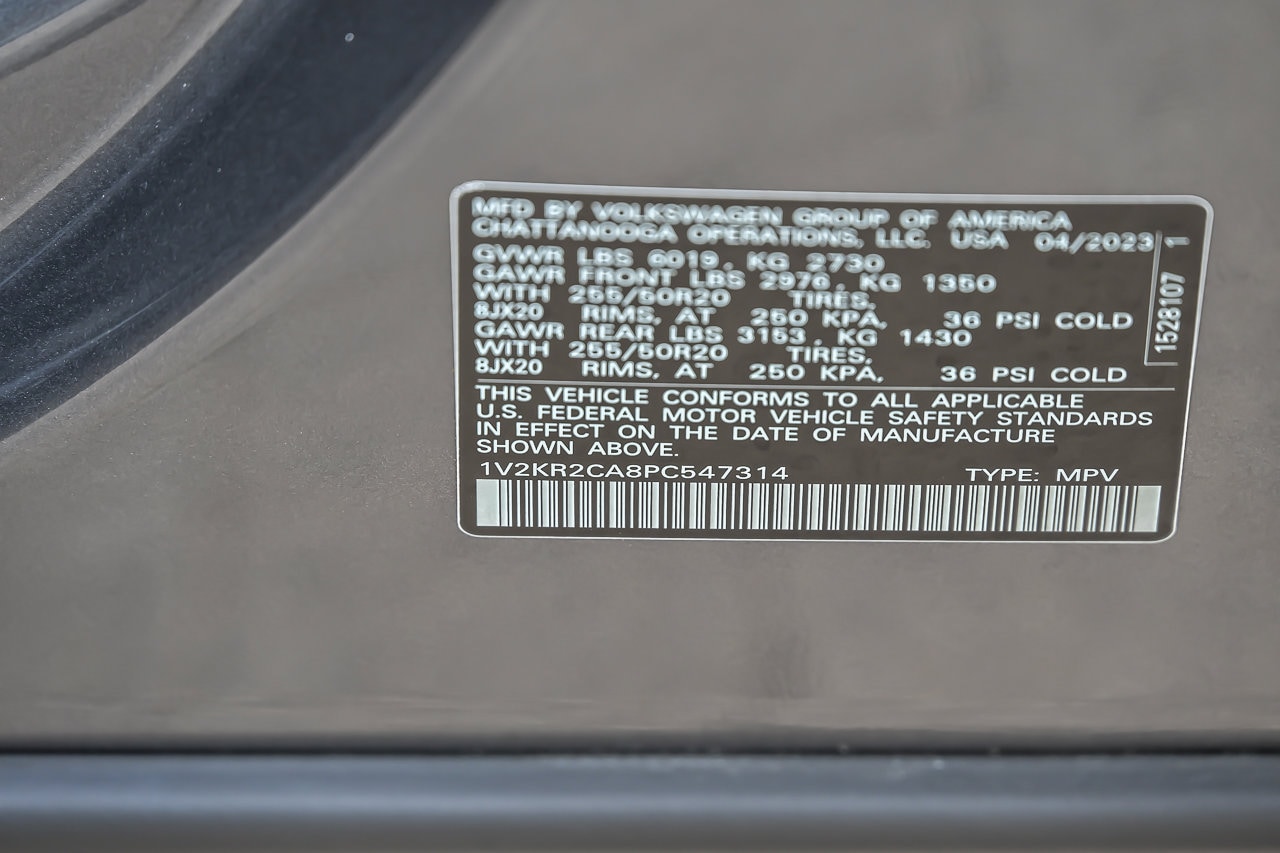 MFD BY VOLKSWAGEN GROUP OF AMERICA
CHATTANOOGA OPERATIONS, LLC. USA 04/2023
GVWR LBS 6019, KG 2730
GAWR FRONT LBS 2976, KG 1350
WITH 255/50R20 TIRES,
8JX20 RIMS, AT 250 KPA, 36 PSI COLD
GAWR REAR LBS 3153, KG 1430
WITH 255/50R20 TIRES,
8JX20 RIMS, AT 250 KPA, 36 PSI COLD
THIS VEHICLE CONFORMS TO ALL APPLICABLE
U.S. FEDERAL MOTOR VEHICLE SAFETY STANDARDS
IN EFFECT ON THE DATE OF MANUFACTURE
SHOWN ABOVE.
1V2KR2CA8PC547314 TYPE: MPV
1528107 1